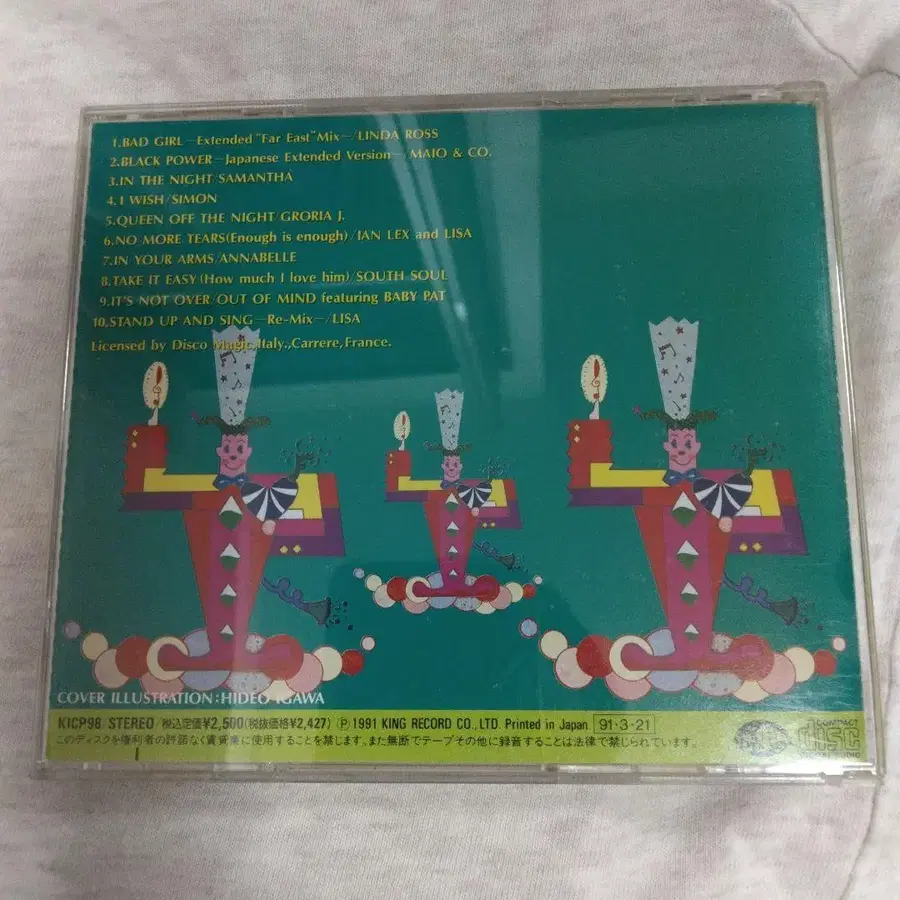 1.BAD GIRL-Extended "Far East" Mix-/LINDA ROSS
2.BLACK POWER-Japanese Extended Version-/MAIO & CO.
3.IN THE NIGHT/SAMANTHA
4.I WISH/SIMON
5.QUEEN OFF THE NIGHT GRORIA J.
6.NO MORE TEARS(Enough is enough)/IAN LEX and LISA
7.IN YOUR ARMS/ANNABELLE
8.TAKE IT EASY(How much I love him)/SOUTH SOUL
9.IT'S NOT OVER/OUT OF MIND featuring BABY PAT
10.STAND UP AND SING-Re-Mix-/LISA
Licensed by Disco Magic,Italy.,Carrere,France.
COVER ILLUSTRATION:HIDEO IGAWA
KICP98 STEREO 税込定価¥2,500(税抜価格¥2,427) Ⓟ 1991 KING RECORD CO., LTD. Printed in Japan 91・3・21
このディスクを権利者の許諾なく賃貸業に使用することを禁じます。また無断でテープその他に録音することは法律で禁じられています。
COMPACT
disc